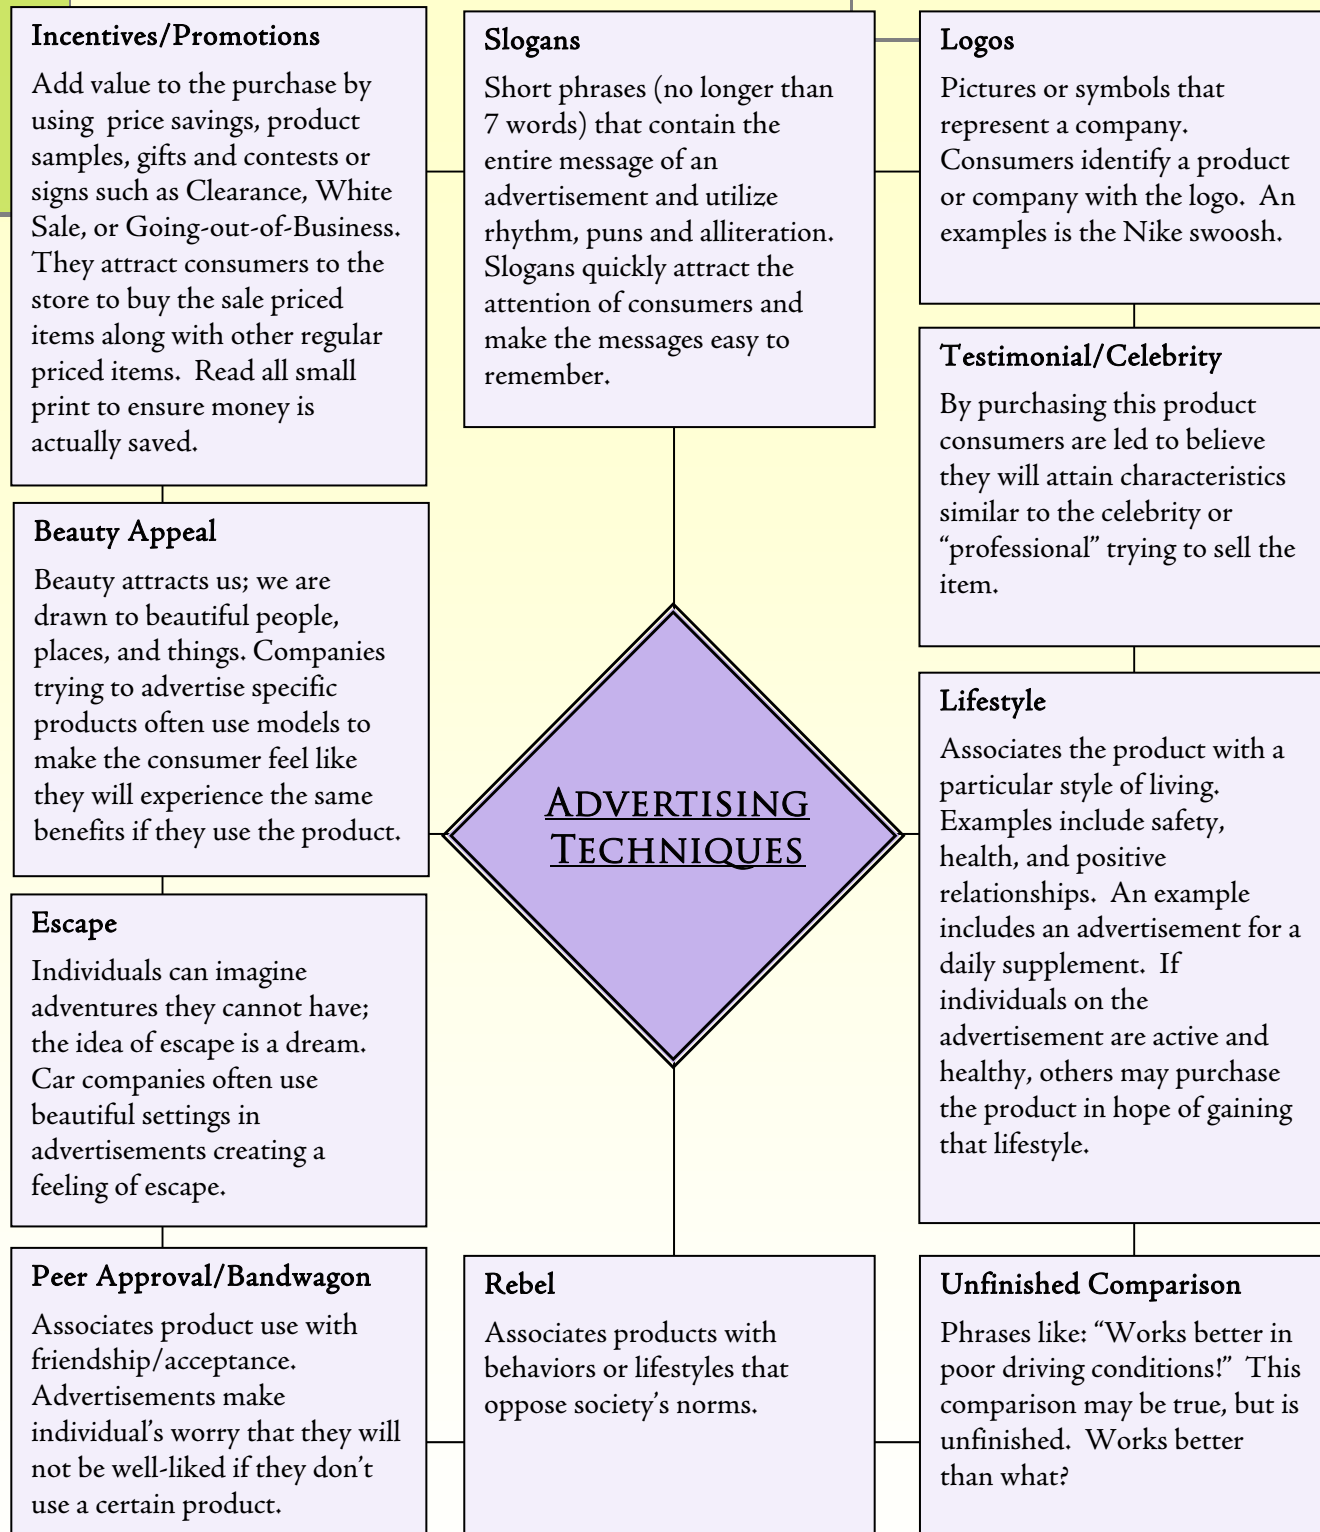 Incentives/Promotions
Add value to the purchase by
using  price savings, product
samples, gifts and contests or
signs such as Clearance, White
Sale, or Going-out-of-Business.
They attract consumers to the
store to buy the sale priced
items along with other regular
priced items.  Read all small
print to ensure money is
actually saved.
Slogans
Short phrases (no longer than
7 words) that contain the
entire message of an
advertisement and utilize
rhythm, puns and alliteration.
Slogans quickly attract the
attention of consumers and
make the messages easy to
remember.
Logos
Pictures or symbols that
represent a company.
Consumers identify a product
or company with the logo.  An
examples is the Nike swoosh.
Testimonial/Celebrity
By purchasing this product
consumers are led to believe
they will attain characteristics
similar to the celebrity or
“professional” trying to sell the
item.
Beauty Appeal
Beauty attracts us; we are
drawn to beautiful people,
places, and things. Companies
trying to advertise specific
products often use models to
make the consumer feel like
they will experience the same
benefits if they use the product.
Advertising
Techniques
Lifestyle
Associates the product with a
particular style of living.
Examples include safety,
health, and positive
relationships.  An example
includes an advertisement for a
daily supplement.  If
individuals on the
advertisement are active and
healthy, others may purchase
the product in hope of gaining
that lifestyle.
Escape
Individuals can imagine
adventures they cannot have;
the idea of escape is a dream.
Car companies often use
beautiful settings in
advertisements creating a
feeling of escape.
Peer Approval/Bandwagon
Associates product use with
friendship/acceptance.
Advertisements make
individual’s worry that they will
not be well-liked if they don’t
use a certain product.
Rebel
Associates products with
behaviors or lifestyles that
oppose society’s norms.
Unfinished Comparison
Phrases like: “Works better in
poor driving conditions!”  This
comparison may be true, but is
unfinished.  Works better
than what?